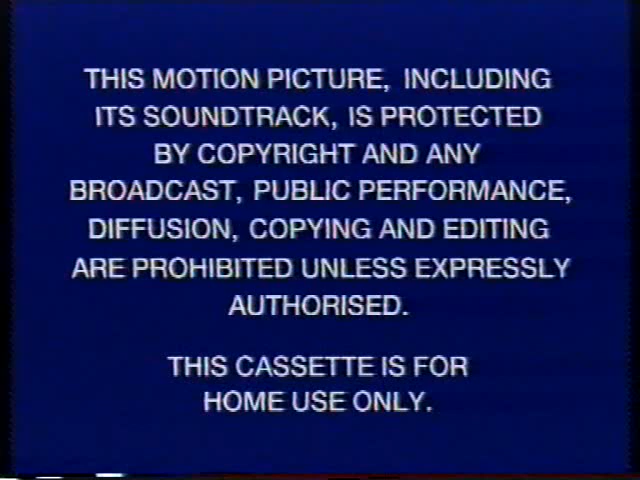 THIS MOTION PICTURE, INCLUDING
ITS SOUNDTRACK, IS PROTECTED
BY COPYRIGHT AND ANY
BROADCAST, PUBLIC PERFORMANCE,
DIFFUSION, COPYING AND EDITING
ARE PROHIBITED UNLESS EXPRESSLY
AUTHORISED.
THIS CASSETTE IS FOR
HOME USE ONLY.